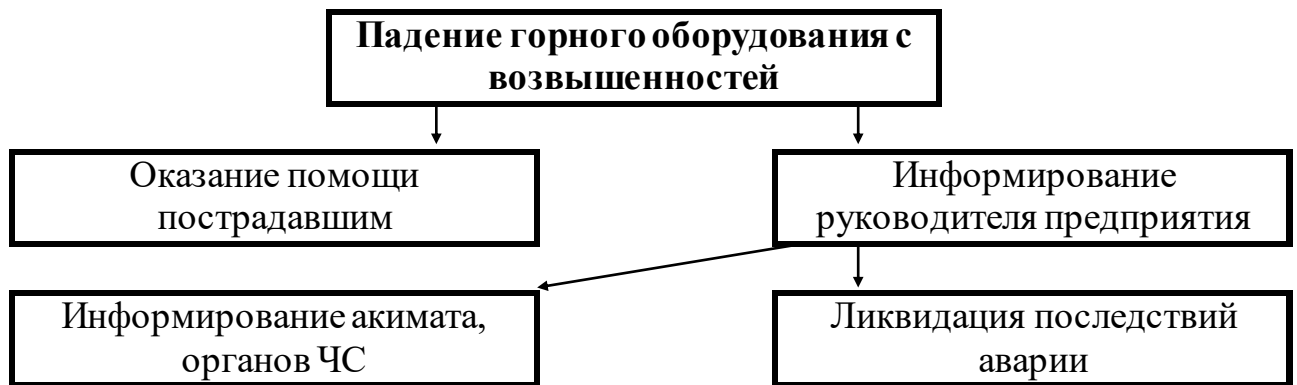 Падение горного оборудования с
возвышенностей
Оказание помощи
пострадавшим
Информирование
руководителя предприятия
Информирование акимата,
органов ЧС
Ликвидация последствий
аварии